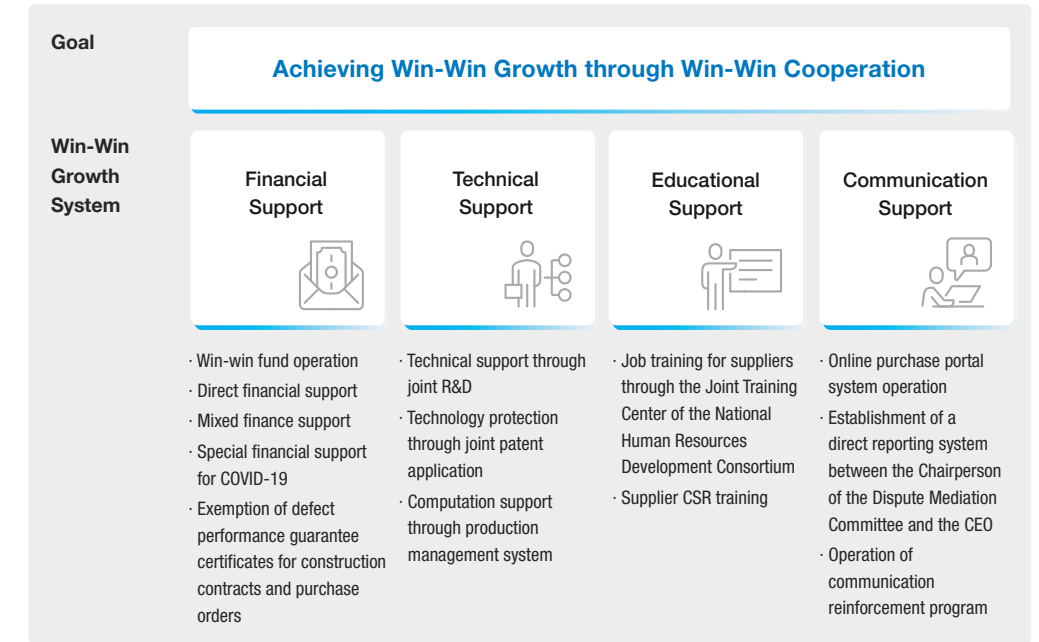 Goal
Achieving Win-Win Growth through Win-Win Cooperation
Win-Win
Growth
System
Financial
Support
· Win-win fund operation
· Direct financial support
· Mixed finance support
· Special financial support
for COVID-19
· Exemption of defect
performance guarantee
certificates for construction
contracts and purchase
orders
Technical
Support
· Technical support through
joint R&D
· Technology protection
through joint patent
application
· Computation support
through production
management system
Educational
Support
· Job training for suppliers
through the Joint Training
Center of the National
Human Resources
Development Consortium
· Supplier CSR training
Communication
Support
· Online purchase portal
system operation
· Establishment of a
direct reporting system
between the Chairperson
of the Dispute Mediation
Committee and the CEO
· Operation of
communication
reinforcement program